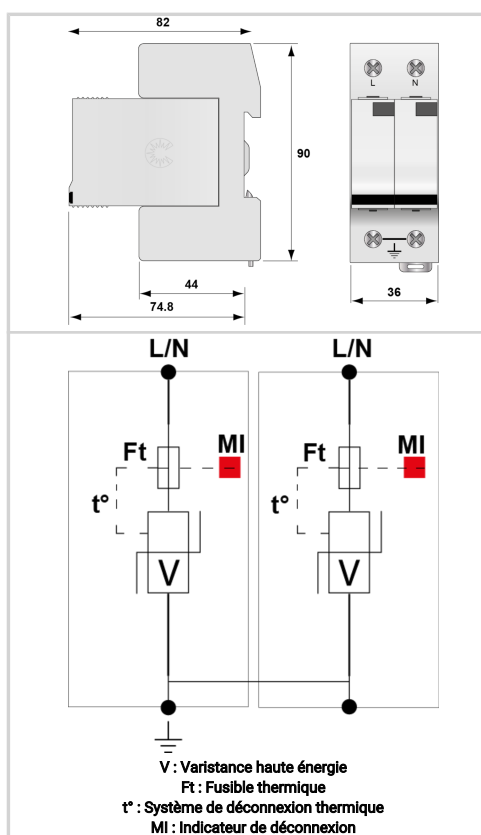 82
L N
90
44
74.8
36
L/N L/N
Ft MI Ft MI
t° t°
V V
V : Varistance haute énergie
Ft : Fusible thermique
t° : Système de déconnexion thermique
MI : Indicateur de déconnexion